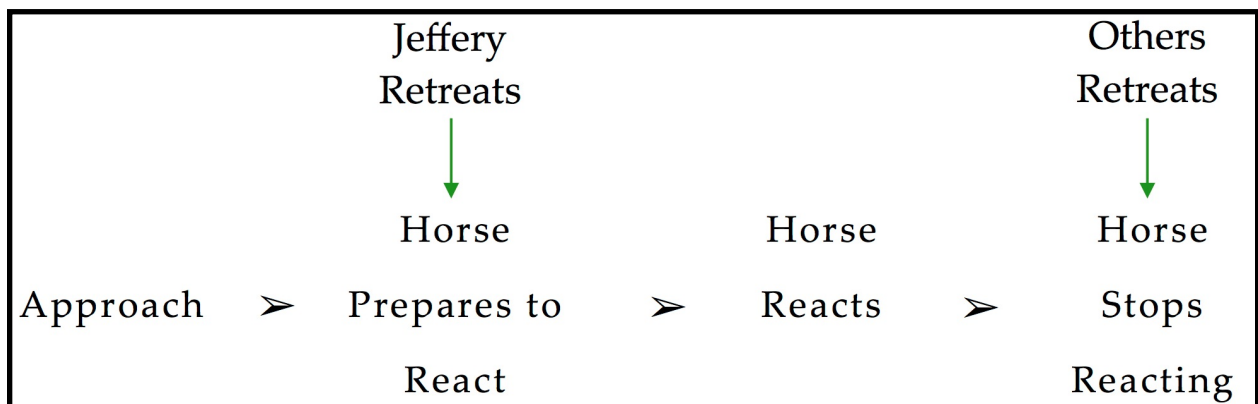 Jeffery
Retreats
Others
Retreats
Approach ➢
Horse
Prepares to
React
➢
Horse
Reacts
➢
Horse
Stops
Reacting